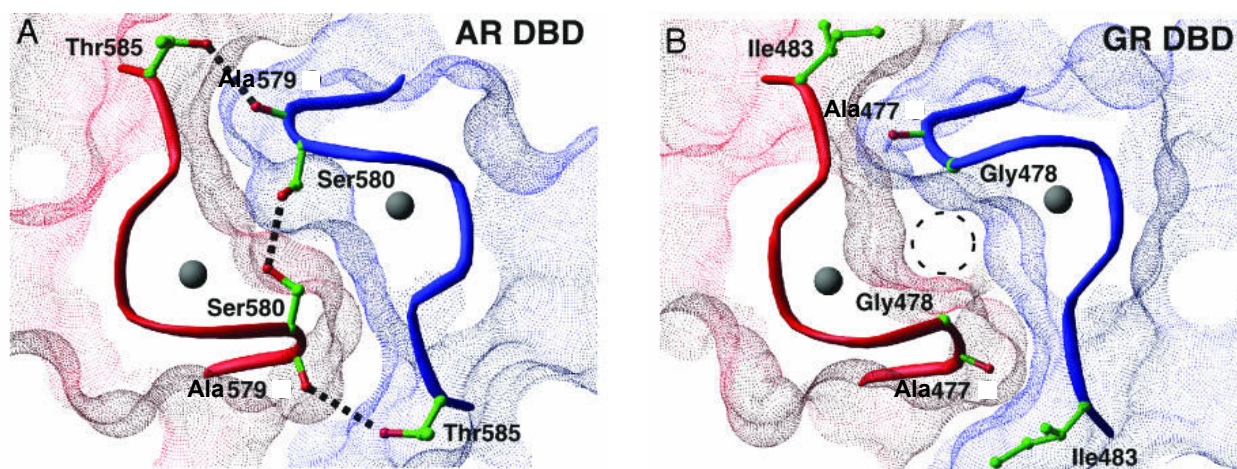 A
Thr585
AR DBD
Ala579
Ser580
Ser580
Ala579
Thr585
B
Ile483
GR DBD
Ala477
Gly478
Gly478
Ala477
Ile483